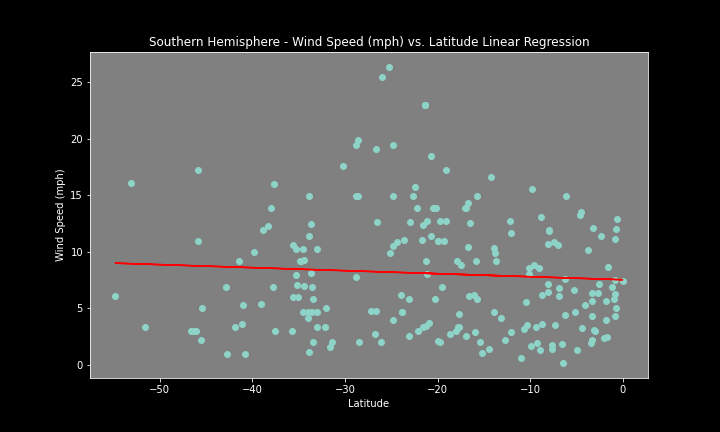 Southern Hemisphere - Wind Speed (mph) vs. Latitude Linear Regression
25
20
15
10
5
0
Wind Speed (mph)
−50 −40 −30 −20 −10 0
Latitude